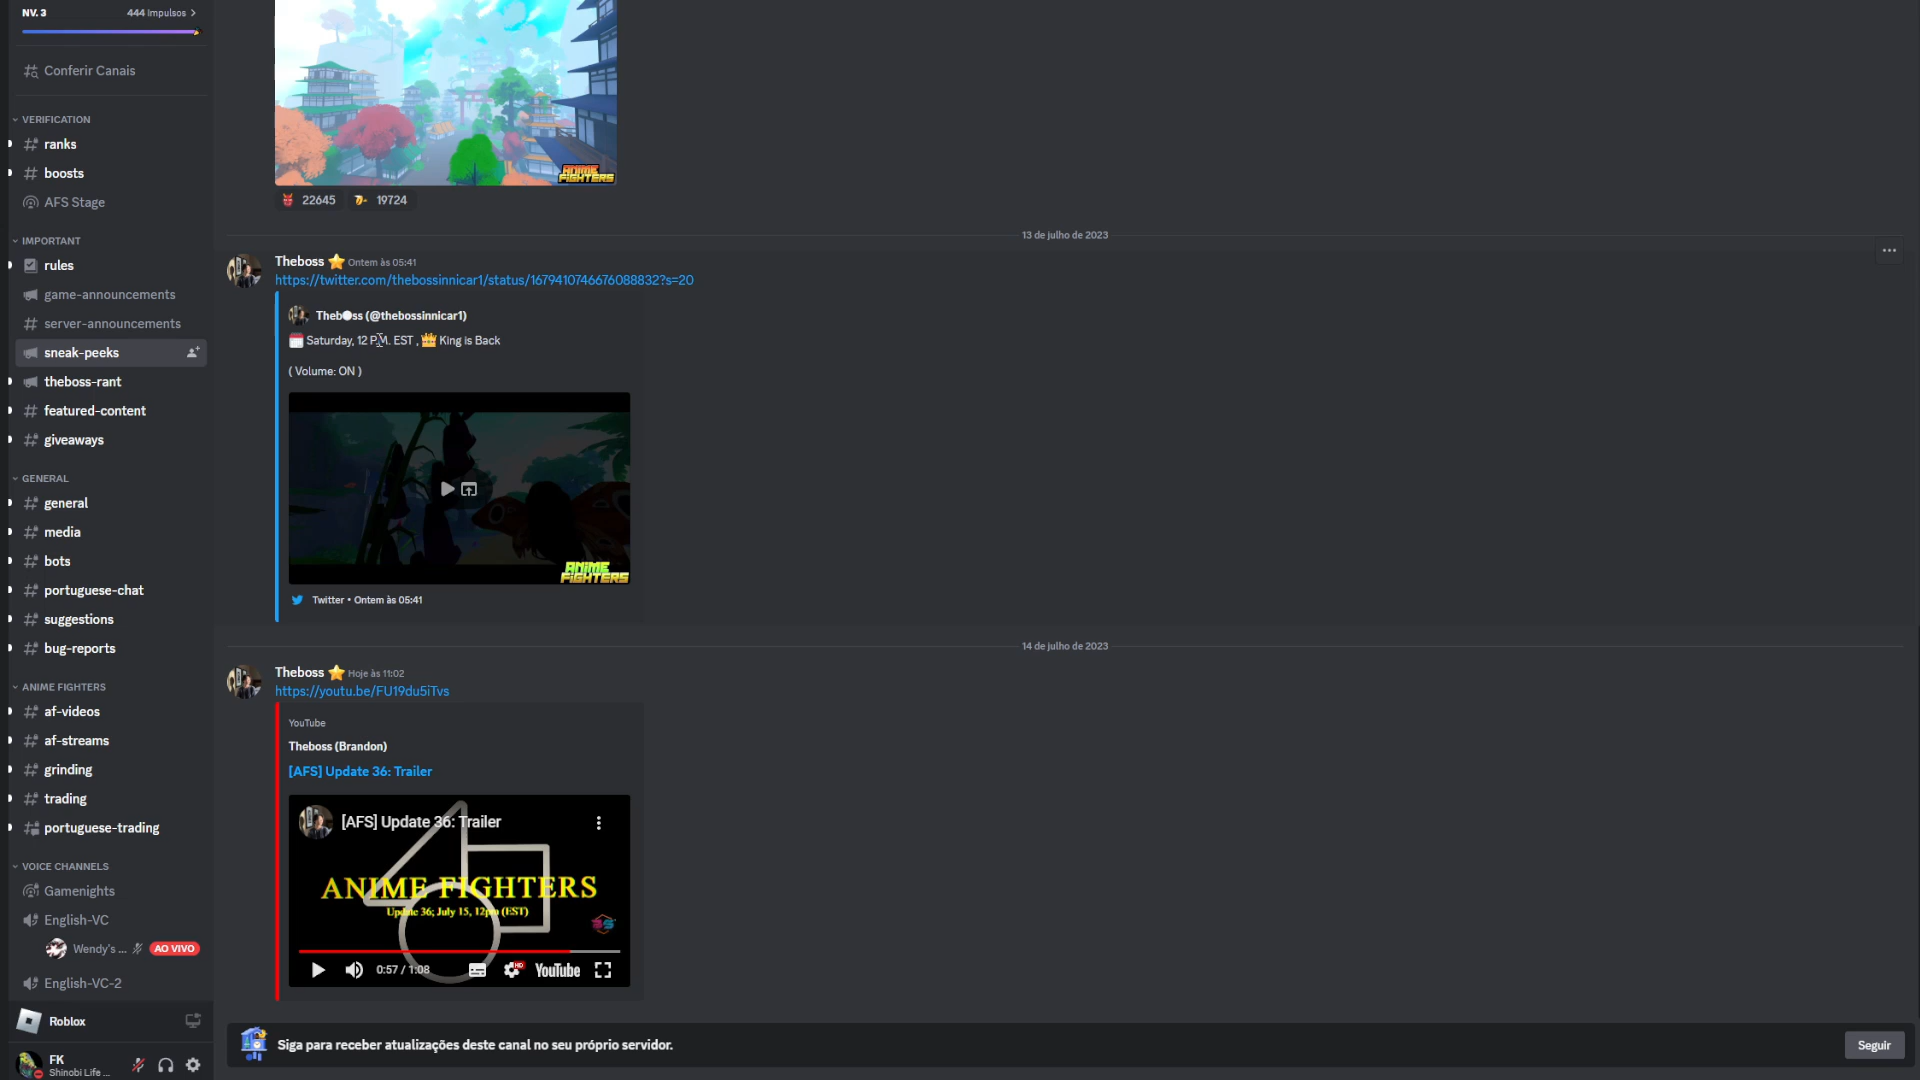 NV. 3
444 Impulsos
Conferir Canais
VERIFICATION
ranks
boosts
AFS Stage
IMPORTANT
rules
game-announcements
server-announcements
sneak-peeks
theboss-rant
featured-content
giveaways
GENERAL
general
media
bots
portuguese-chat
suggestions
bug-reports
ANIME FIGHTERS
af-videos
af-streams
grinding
trading
portuguese-trading
VOICE CHANNELS
Gamenights
English-VC
Wendy's ...
AO VIVO
English-VC-2
Roblox
FK
Shinobi Life ...
ANIME
FIGHTERS
22645
19724
13 de julho de 2023
Theboss ⭐ Ontem às 05:41
https://twitter.com/thebossinnicar1/status/1679410746676088832?s=20
Theb⚪ss (@thebossinnicar1)
Saturday, 12 P.M. EST , 👑 King is Back
( Volume: ON )
ANIME
FIGHTERS
Twitter • Ontem às 05:41
14 de julho de 2023
Theboss ⭐ Hoje às 11:02
https://youtu.be/FU19du5iTvs
YouTube
Theboss (Brandon)
[AFS] Update 36: Trailer
[AFS] Update 36: Trailer
ANIME FIGHTERS
Update 36; July 15, 12pm (EST)
0:57 / 1:08
HD
YouTube
Siga para receber atualizações deste canal no seu próprio servidor.
Seguir